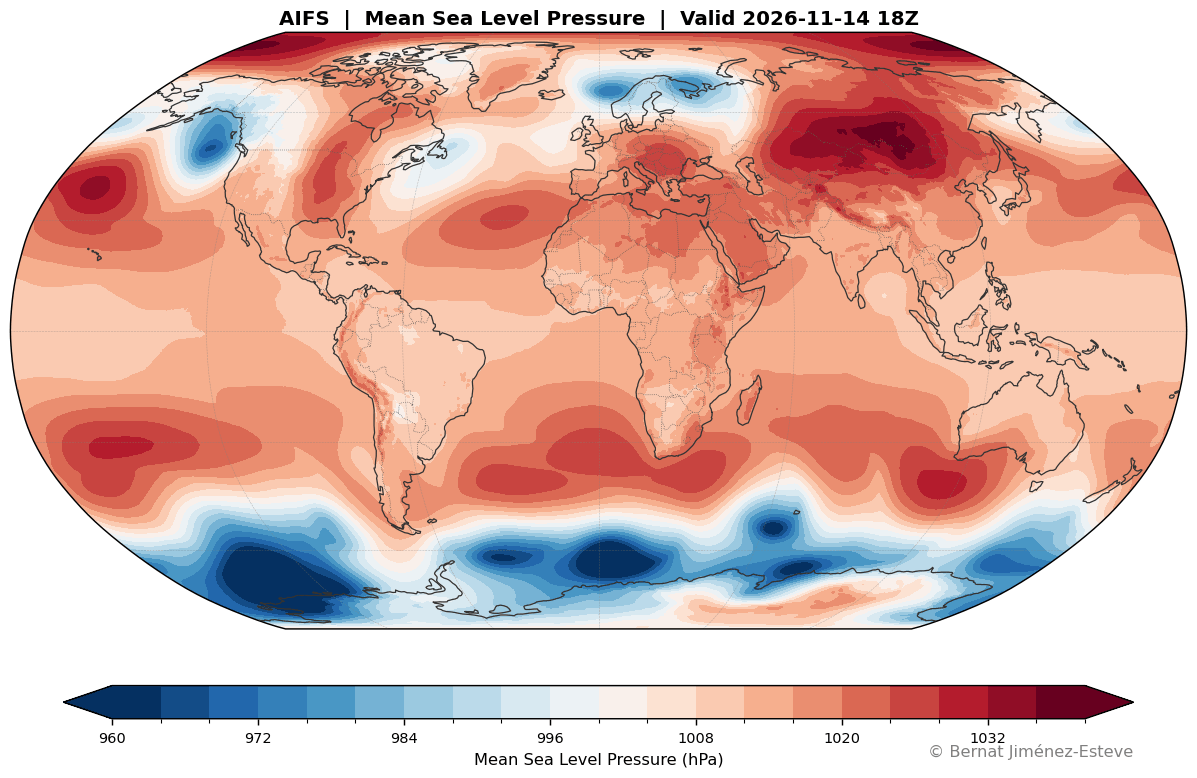 AIFS | Mean Sea Level Pressure | Valid 2026-11-14 18Z
960 972 984 996 1008 1020 1032
Mean Sea Level Pressure (hPa)
© Bernat Jiménez-Esteve